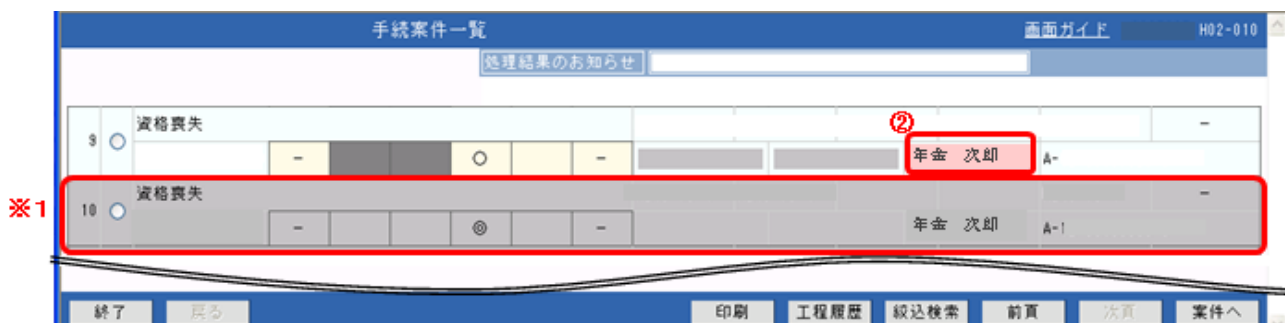 手続案件一覧 画面ガイド H02-010
処理結果のお知らせ
②
9 資格喪失 －
－ ○ － 年金　次郎 A-
※1
10 資格喪失 －
－ ◎ － 年金　次郎 A-1
終了 戻る 印刷 工程履歴 絞込検索 前頁 次頁 案件へ